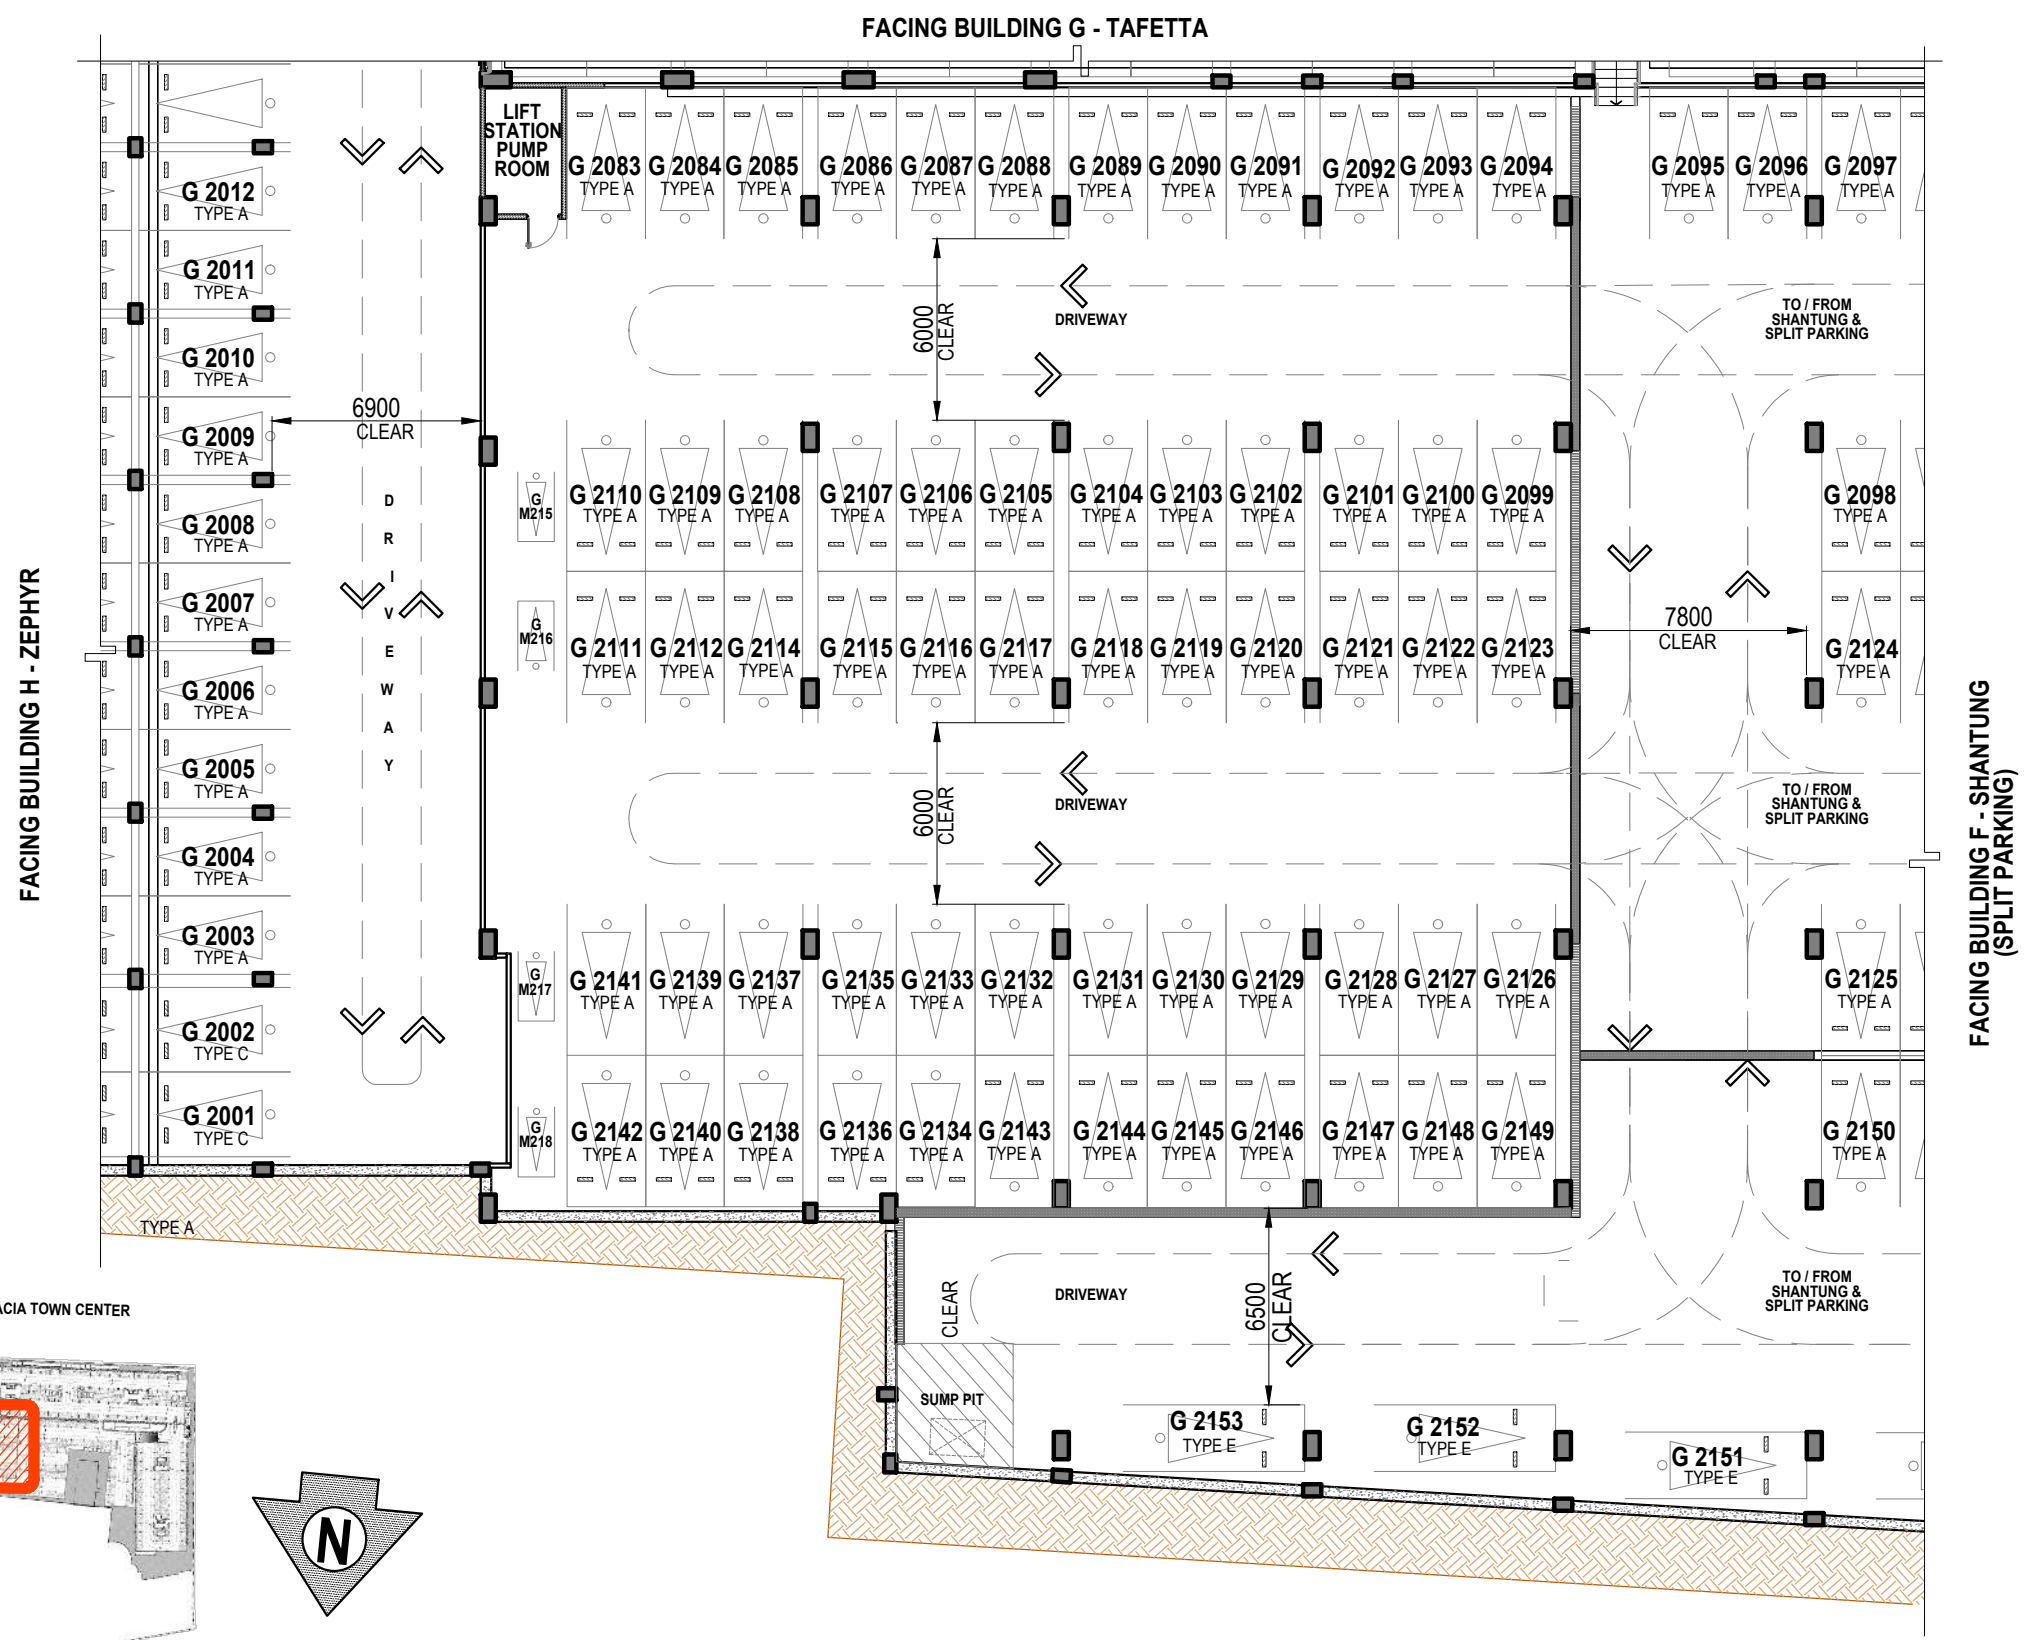 FACING BUILDING G - TAFETTA
LIFT
STATION
PUMP
ROOM
G 2083 G 2084 G 2085 G 2086 G 2087 G 2088 G 2089 G 2090 G 2091 G 2092 G 2093 G 2094 G 2095 G 2096 G 2097
TYPE A TYPE A TYPE A TYPE A TYPE A TYPE A TYPE A TYPE A TYPE A TYPE A TYPE A TYPE A TYPE A TYPE A TYPE A
G 2012
TYPE A
G 2011
TYPE A
G 2010
TYPE A
G 2009
TYPE A
G 2008
TYPE A
G 2007
TYPE A
G 2006
TYPE A
G 2005
TYPE A
G 2004
TYPE A
G 2003
TYPE A
G 2002
TYPE C
G 2001
TYPE C
6900
CLEAR
DRIVEWAY
FACING BUILDING H - ZEPHYR
6000
CLEAR
DRIVEWAY
TO / FROM
SHANTUNG &
SPLIT PARKING
G
M215
G 2110 G 2109 G 2108 G 2107 G 2106 G 2105 G 2104 G 2103 G 2102 G 2101 G 2100 G 2099 G 2098
TYPE A TYPE A TYPE A TYPE A TYPE A TYPE A TYPE A TYPE A TYPE A TYPE A TYPE A TYPE A TYPE A
G
M216
G 2111 G 2112 G 2114 G 2115 G 2116 G 2117 G 2118 G 2119 G 2120 G 2121 G 2122 G 2123 G 2124
TYPE A TYPE A TYPE A TYPE A TYPE A TYPE A TYPE A TYPE A TYPE A TYPE A TYPE A TYPE A TYPE A
7800
CLEAR
6000
CLEAR
DRIVEWAY
TO / FROM
SHANTUNG &
SPLIT PARKING
FACING BUILDING F - SHANTUNG
(SPLIT PARKING)
G
M217
G 2141 G 2139 G 2137 G 2135 G 2133 G 2132 G 2131 G 2130 G 2129 G 2128 G 2127 G 2126 G 2125
TYPE A TYPE A TYPE A TYPE A TYPE A TYPE A TYPE A TYPE A TYPE A TYPE A TYPE A TYPE A TYPE A
G
M218
G 2142 G 2140 G 2138 G 2136 G 2134 G 2143 G 2144 G 2145 G 2146 G 2147 G 2148 G 2149 G 2150
TYPE A TYPE A TYPE A TYPE A TYPE A TYPE A TYPE A TYPE A TYPE A TYPE A TYPE A TYPE A TYPE A
TYPE A
CLEAR
DRIVEWAY
6500
CLEAR
TO / FROM
SHANTUNG &
SPLIT PARKING
SUMP PIT
G 2153
TYPE E
G 2152
TYPE E
G 2151
TYPE E
ACIA TOWN CENTER
N